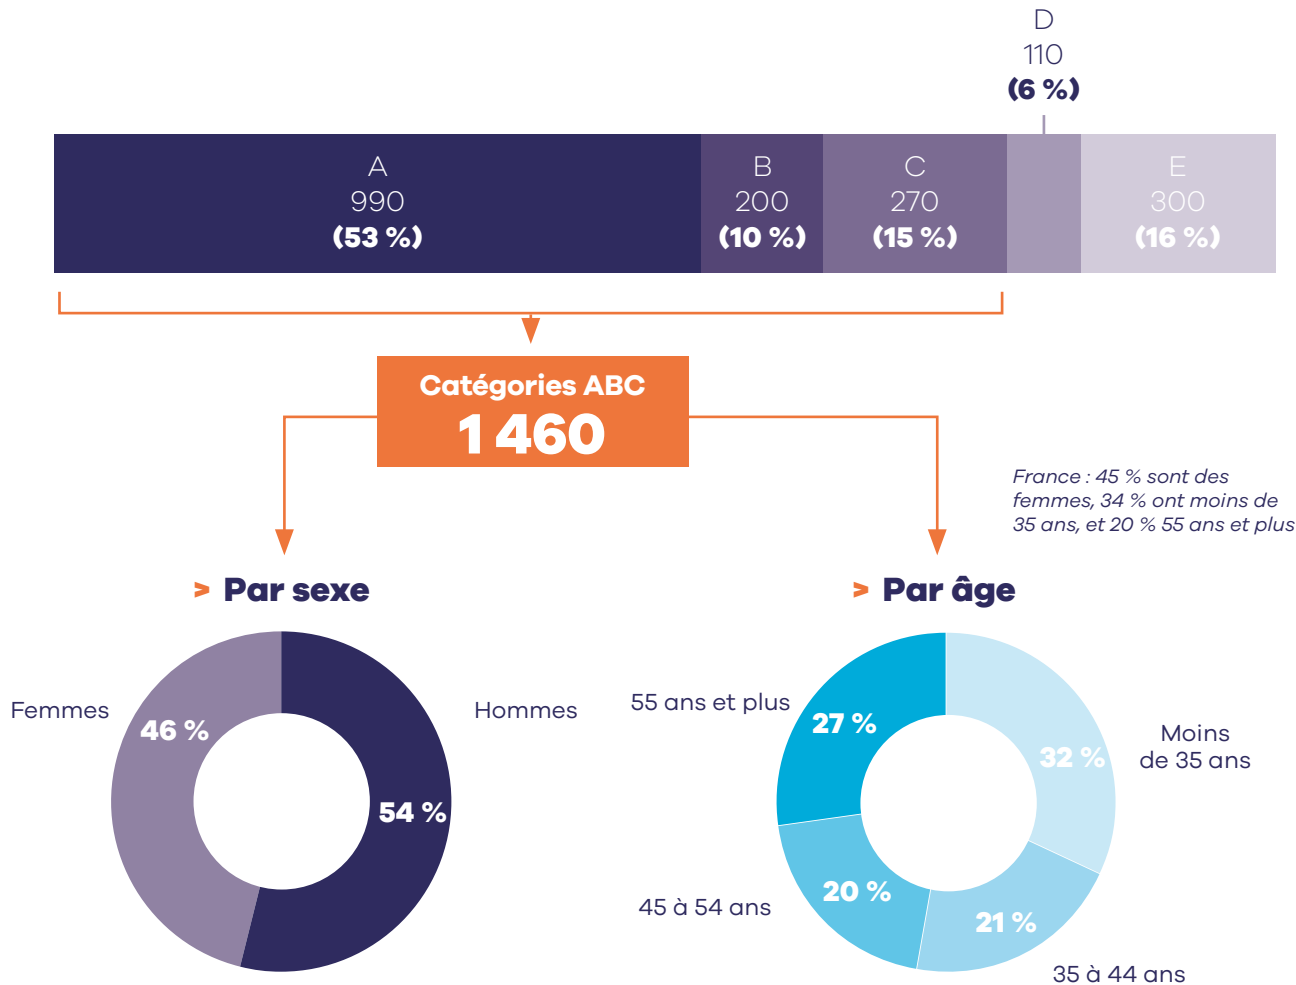 D
110
(6 %)
A
990
(53 %)
B
200
(10 %)
C
270
(15 %)
E
300
(16 %)
Catégories ABC
1 460
France : 45 % sont des
femmes, 34 % ont moins de
35 ans, et 20 % 55 ans et plus
> Par sexe
Femmes
46 %
Hommes
54 %
> Par âge
55 ans et plus
27 %
Moins
de 35 ans
32 %
45 à 54 ans
20 %
21 %
35 à 44 ans